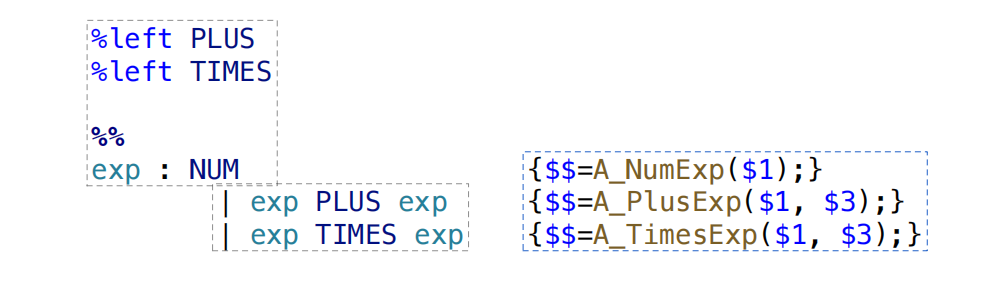 %left PLUS
%left TIMES
%%
exp : NUM {$$=A_NumExp($1);}
| exp PLUS exp {$$=A_PlusExp($1, $3);}
| exp TIMES exp {$$=A_TimesExp($1, $3);}